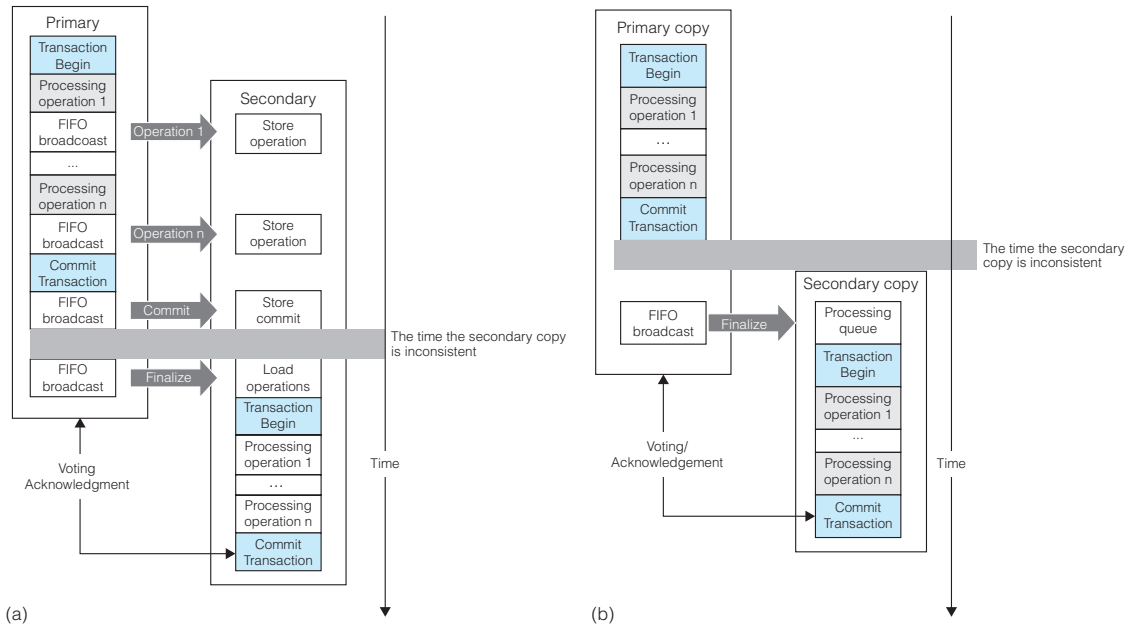 Primary
Transaction
Begin
Processing
operation 1
FIFO
broadcoast
...
Processing
operation n
FIFO
broadcast
Commit
Transaction
FIFO
broadcast
FIFO
broadcast
Operation 1
Operation n
Commit
Finalize
Secondary
Store
operation
Store
operation
Store
commit
Load
operations
Transaction
Begin
Processing
operation 1
...
Processing
operation n
Commit
Transaction
The time the secondary copy
is inconsistent
Voting
Acknowledgment
Time
(a)
Primary copy
Transaction
Begin
Processing
operation 1
...
Processing
operation n
Commit
Transaction
The time the secondary
copy is inconsistent
FIFO
broadcast
Finalize
Secondary copy
Processing
queue
Transaction
Begin
Processing
operation 1
...
Processing
operation n
Commit
Transaction
Voting/
Acknowledgement
Time
(b)